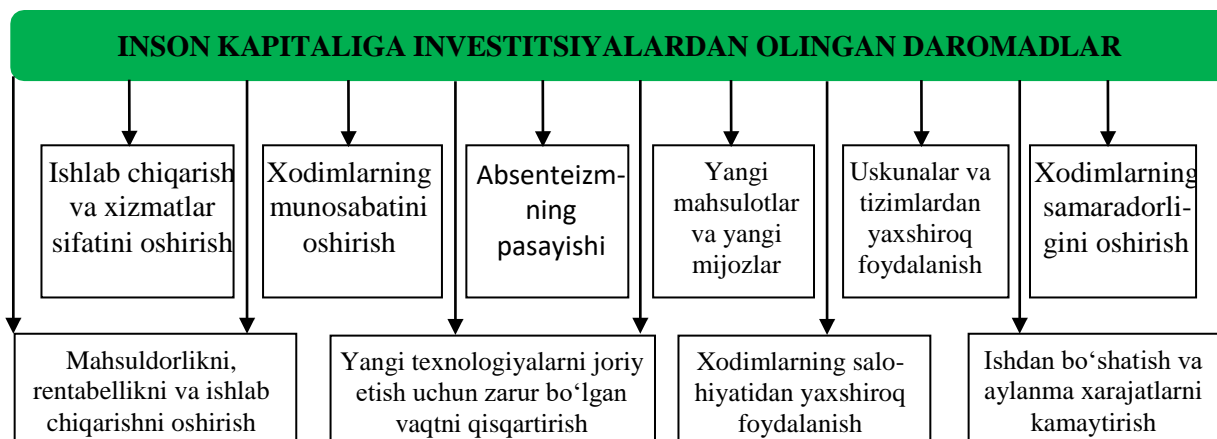 INSON KAPITALIGA INVESTITSIYALARDAN OLINGAN DAROMADLAR
Ishlab chiqarish
va xizmatlar
sifatini oshirish
Xodimlarning
munosabatini
oshirish
Absenteizm-
ning
pasayishi
Yangi
mahsulotlar
va yangi
mijozlar
Uskunalar va
tizimlardan
yaxshiroq
foydalanish
Xodimlarning
samaradorli-
gini oshirish
Mahsuldorlikni,
rentabellikni va ishlab
chiqarishni oshirish
Yangi texnologiyalarni joriy
etish uchun zarur bo‘lgan
vaqtni qisqartirish
Xodimlarning salo-
hiyatidan yaxshiroq
foydalanish
Ishdan bo‘shatish va
aylanma xarajatlarni
kamaytirish